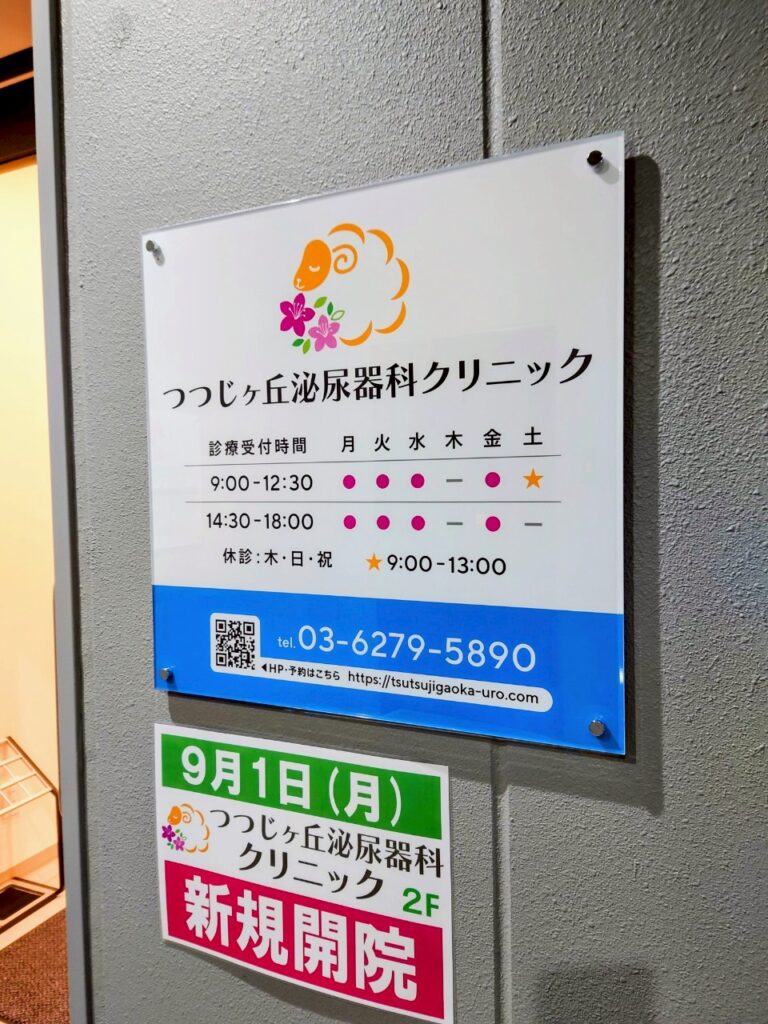 つつじヶ丘泌尿器科クリニック
診療受付時間 月 火 水 木 金 土
9:00-12:30 ● ● ● － ● ★
14:30-18:00 ● ● ● － ● －
休診:木・日・祝 ★9:00-13:00
tel.03-6279-5890
◀HP・予約はこちら https://tsutsujigaoka-uro.com
9月1日(月)
つつじヶ丘泌尿器科
クリニック 2F
新規開院